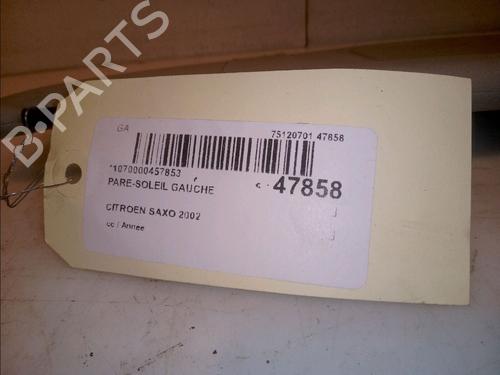 B-PARTS
GA 75120701 47858
*1070000457853
PARE-SOLEIL GAUCHE 47858
CITROEN SAXO 2002
cc / Annee